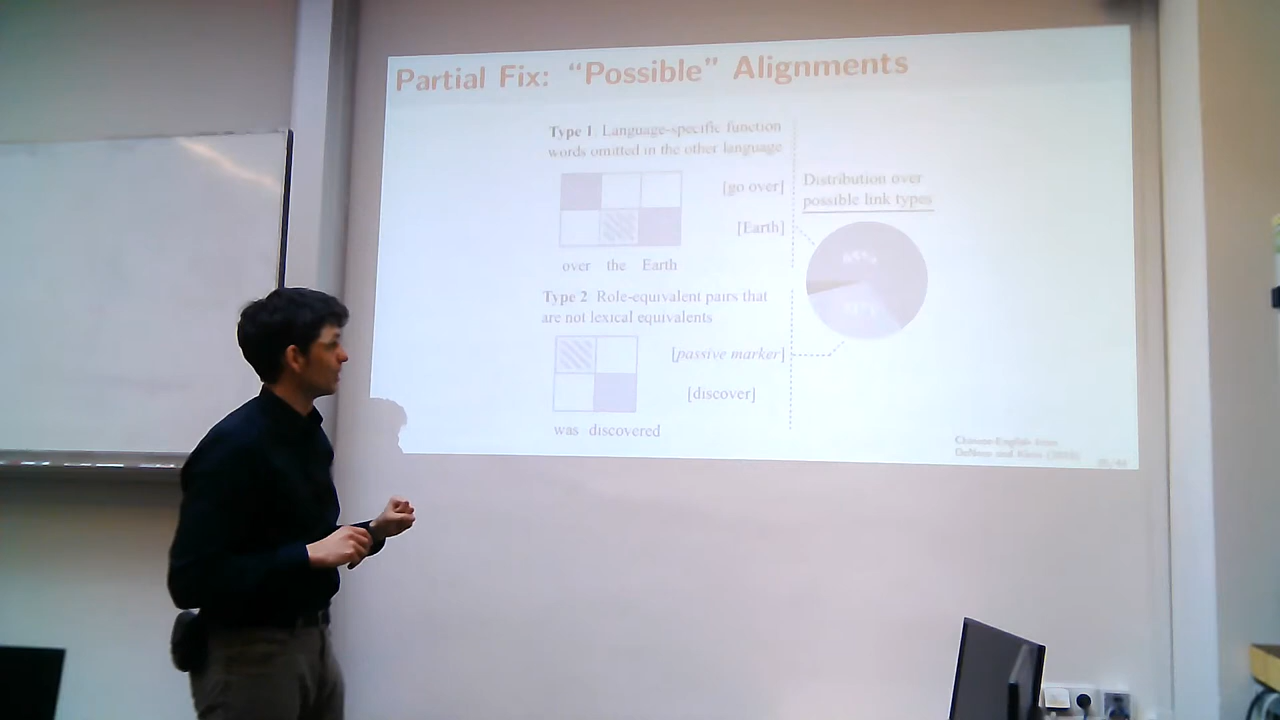 Partial Fix: “Possible” Alignments
Type 1 Language-specific function
words omitted in the other language
[go over]
[Earth]
over the Earth
Type 2 Role-equivalent pairs that
are not lexical equivalents
[passive marker]
[discover]
was discovered
Distribution over
possible link types